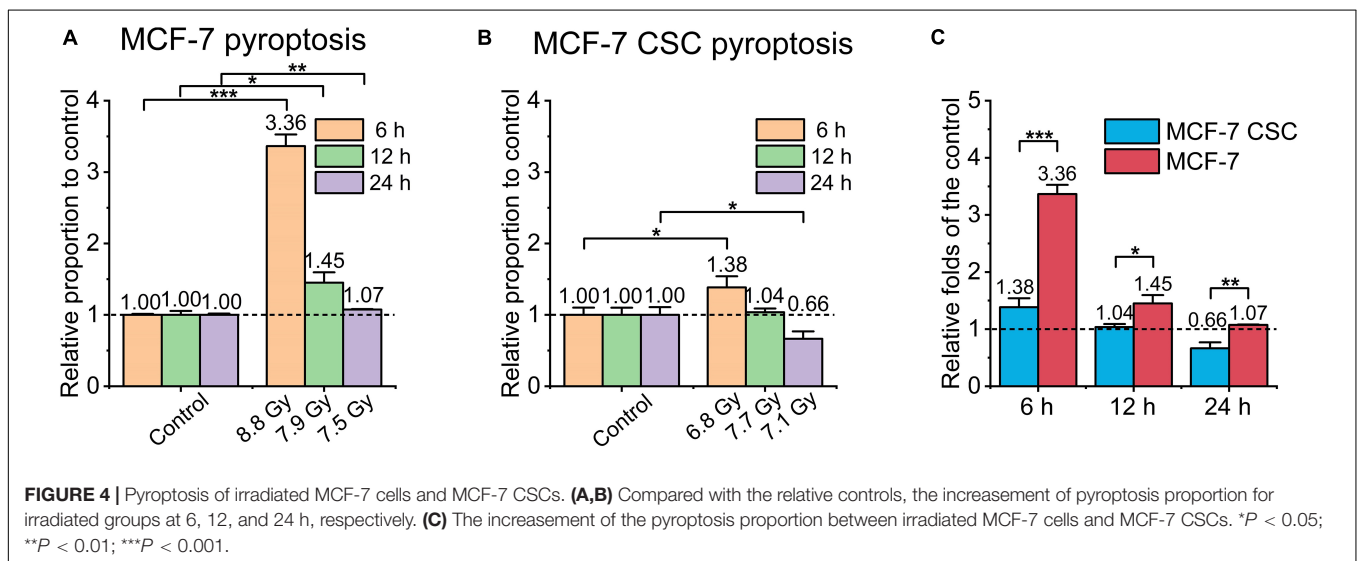 A
MCF-7 pyroptosis
***
*
**
Relative proportion to control
4
3
2
1
0
3.36
1.45
1.07
1.00
1.00
1.00
6 h
12 h
24 h
Control
8.8 Gy
7.9 Gy
7.5 Gy
B
MCF-7 CSC pyroptosis
*
*
Relative proportion to control
4
3
2
1
0
1.00
1.00
1.00
1.38
1.04
0.66
6 h
12 h
24 h
Control
6.8 Gy
7.7 Gy
7.1 Gy
C
Relative folds of the control
5
4
3
2
1
0
MCF-7 CSC
MCF-7
***
*
**
1.38
3.36
1.04
1.45
0.66
1.07
6 h
12 h
24 h
FIGURE 4 | Pyroptosis of irradiated MCF-7 cells and MCF-7 CSCs. (A,B) Compared with the relative controls, the increasement of pyroptosis proportion for
irradiated groups at 6, 12, and 24 h, respectively. (C) The increasement of the pyroptosis proportion between irradiated MCF-7 cells and MCF-7 CSCs. *P < 0.05;
**P < 0.01; ***P < 0.001.